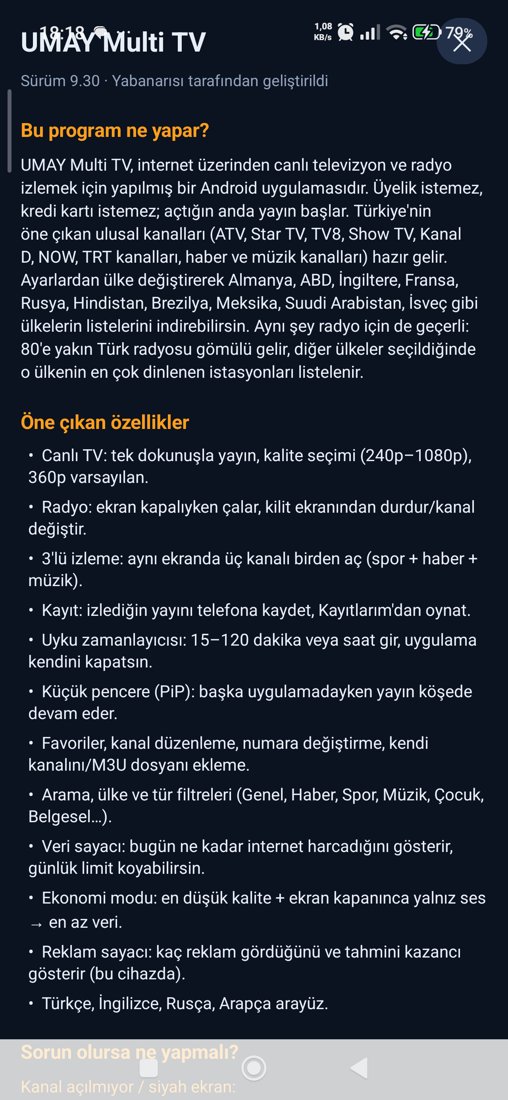 18:18
1,08
KB/s
79%
UMAY Multi TV
Sürüm 9.30 · Yabanarısı tarafından geliştirildi
Bu program ne yapar?
UMAY Multi TV, internet üzerinden canlı televizyon ve radyo
izlemek için yapılmış bir Android uygulamasıdır. Üyelik istemez,
kredi kartı istemez; açtığın anda yayın başlar. Türkiye'nin
öne çıkan ulusal kanalları (ATV, Star TV, TV8, Show TV, Kanal
D, NOW, TRT kanalları, haber ve müzik kanalları) hazır gelir.
Ayarlardan ülke değiştirerek Almanya, ABD, İngiltere, Fransa,
Rusya, Hindistan, Brezilya, Meksika, Suudi Arabistan, İsveç gibi
ülkelerin listelerini indirebilirsin. Aynı şey radyo için de geçerli:
80'e yakın Türk radyosu gömülü gelir, diğer ülkeler seçildiğinde
o ülkenin en çok dinlenen istasyonları listelenir.
Öne çıkan özellikler
• Canlı TV: tek dokunuşla yayın, kalite seçimi (240p–1080p),
360p varsayılan.
• Radyo: ekran kapalıyken çalar, kilit ekranından durdur/kanal
değiştir.
• 3'lü izleme: aynı ekranda üç kanalı birden aç (spor + haber +
müzik).
• Kayıt: izlediğin yayını telefona kaydet, Kayıtlarım'dan oynat.
• Uyku zamanlayıcısı: 15–120 dakika veya saat gir, uygulama
kendini kapatsın.
• Küçük pencere (PiP): başka uygulamadayken yayın köşede
devam eder.
• Favoriler, kanal düzenleme, numara değiştirme, kendi
kanalını/M3U dosyanı ekleme.
• Arama, ülke ve tür filtreleri (Genel, Haber, Spor, Müzik, Çocuk,
Belgesel…).
• Veri sayacı: bugün ne kadar internet harcadığını gösterir,
günlük limit koyabilirsin.
• Ekonomi modu: en düşük kalite + ekran kapanınca yalnız ses
→ en az veri.
• Reklam sayacı: kaç reklam gördüğünü ve tahmini kazancı
gösterir (bu cihazda).
• Türkçe, İngilizce, Rusça, Arapça arayüz.
Sorun olursa ne yapmalı?
Kanal açılmıyor / siyah ekran: